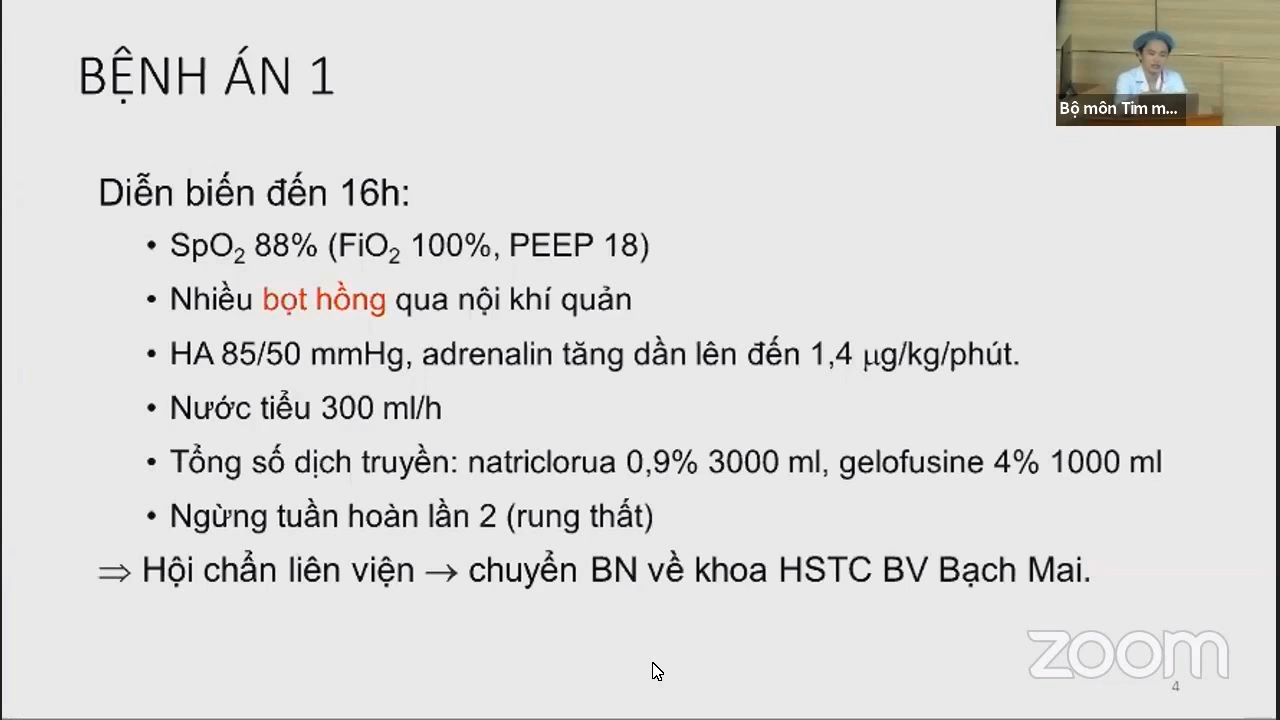 BỆNH ÁN 1
Bộ môn Tim m...
Diễn biến đến 16h:
• SpO₂ 88% (FiO₂ 100%, PEEP 18)
• Nhiều bọt hồng qua nội khí quản
• HA 85/50 mmHg, adrenalin tăng dần lên đến 1,4 μg/kg/phút.
• Nước tiểu 300 ml/h
• Tổng số dịch truyền: natriclorua 0,9% 3000 ml, gelofusine 4% 1000 ml
• Ngừng tuần hoàn lần 2 (rung thất)
⇒ Hội chẩn liên viện → chuyển BN về khoa HSTC BV Bạch Mai.
zoom
4